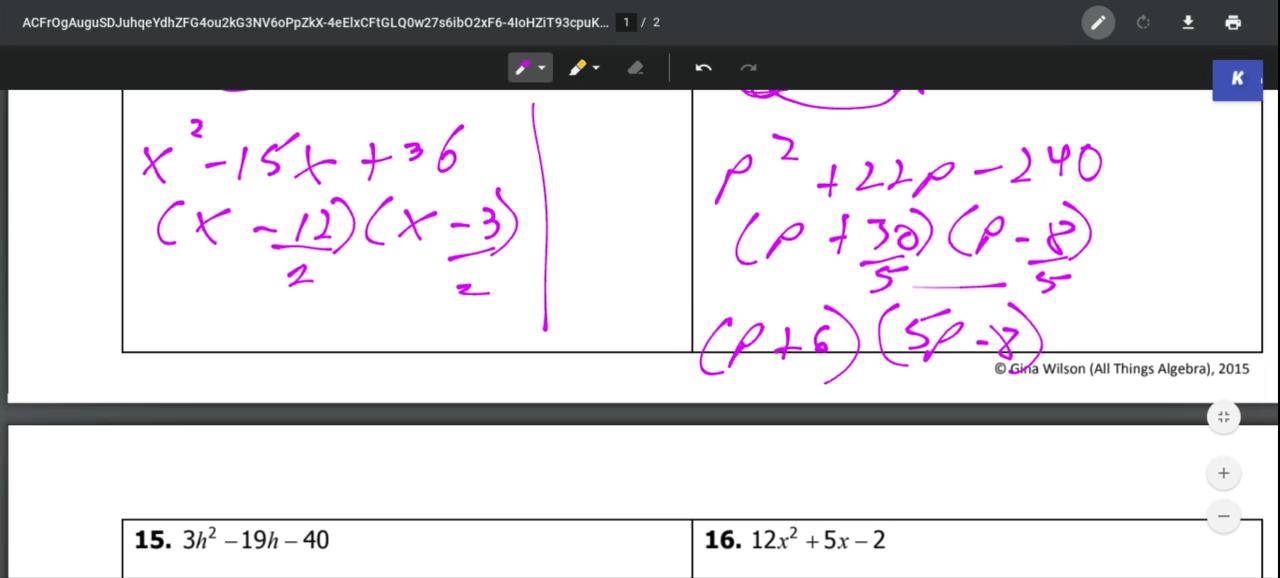 ACFrOgAuguSDJuhqeYdhZFG4ou2kG3NV6oPpZkX-4eElxCFtGLQ0w27s6ibO2xF6-4IoHZiT93cpuK... 1 / 2
K
x² -15x +36
(x -12)(x -3)
2 2
p² +22p -240
(p +30)(p -8)
5 5
(p+6)(5p-8)
© Gina Wilson (All Things Algebra), 2015
15. 3h² – 19h – 40
16. 12x² + 5x – 2